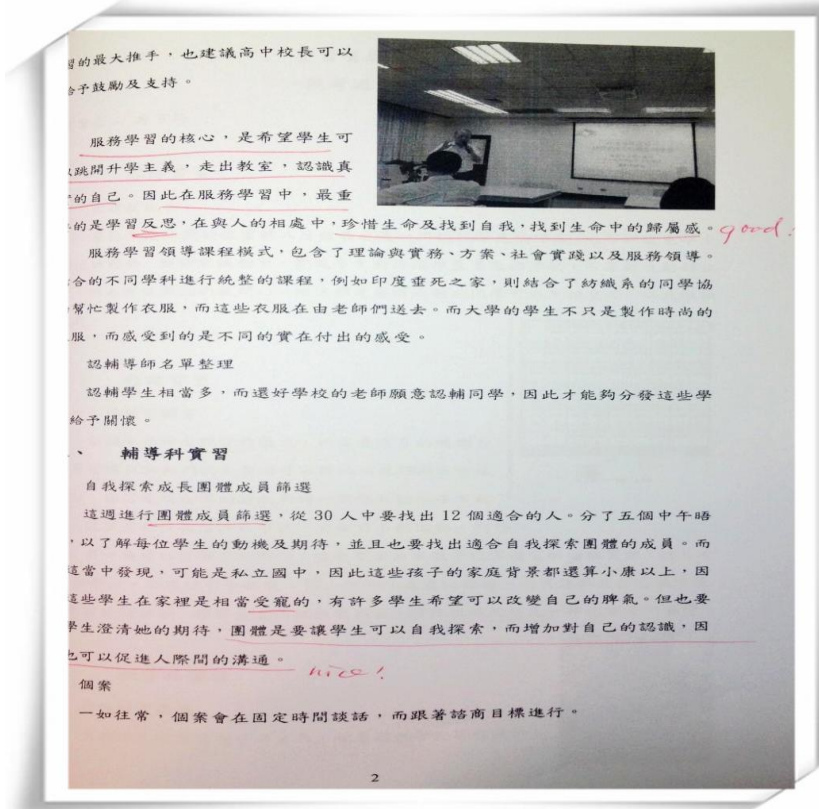 習的最大推手，也建議高中校長可以
給予鼓勵及支持。
服務學習的核心，是希望學生可
以跳開升學主義，走出教室，認識真
的自己。因此在服務學習中，最重
的是學習反思，在與人的相處中，珍惜生命及找到自我，找到生命中的歸屬感。 good!
服務學習領導課程模式，包含了理論與實務、方案、社會實踐以及服務領導。
合的不同學科進行統整的課程，例如印度垂死之家，則結合了紡織系的同學協
幫忙製作衣服，而這些衣服在由老師們送去。而大學的學生不只是製作時尚的
服，而感受到的是不同的實在付出的感受。
認輔導師名單整理
認輔學生相當多，而還好學校的老師願意認輔同學，因此才能夠分發這些學
給予關懷。
、 輔導科實習
自我探索成長團體成員篩選
這週進行團體成員篩選，從 30 人中要找出 12 個適合的人。分了五個中午晤
，以了解每位學生的動機及期待，並且也要找出適合自我探索團體的成員。而
這當中發現，可能是私立國中，因此這些孩子的家庭背景都還算小康以上，因
這些學生在家裡是相當受寵的，有許多學生希望可以改變自己的脾氣。但也要
學生澄清她的期待，團體是要讓學生可以自我探索，而增加對自己的認識，因
也可以促進人際間的溝通。
nice!
個案
一如往常，個案會在固定時間談話，而跟著諮商目標進行。
2